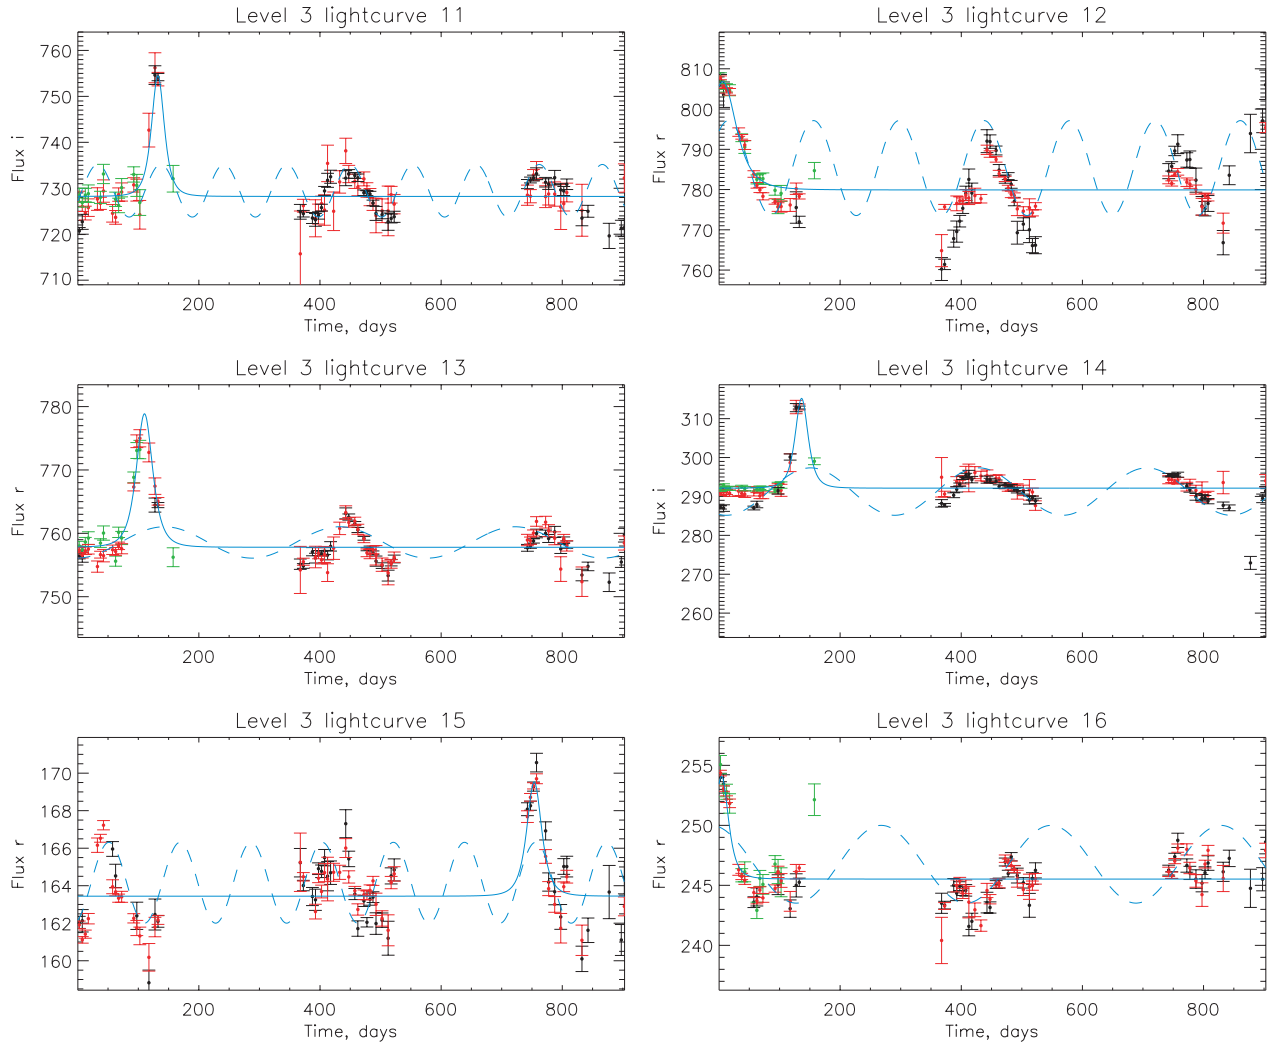 Level 3 lightcurve 11
760
750
740
730
720
710
Flux i
200 400 600 800
Time, days
Level 3 lightcurve 12
810
800
790
780
770
760
Flux r
200 400 600 800
Time, days
Level 3 lightcurve 13
780
770
760
750
Flux r
200 400 600 800
Time, days
Level 3 lightcurve 14
310
300
290
280
270
260
Flux i
200 400 600 800
Time, days
Level 3 lightcurve 15
170
168
166
164
162
160
Flux r
200 400 600 800
Time, days
Level 3 lightcurve 16
255
250
245
240
Flux r
200 400 600 800
Time, days